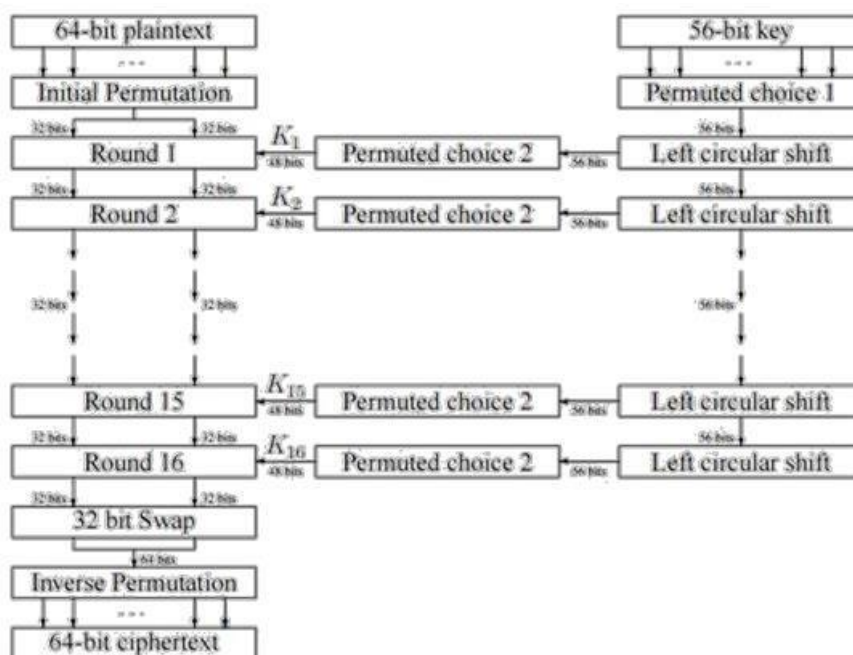 64-bit plaintext 56-bit key
Initial Permutation Permuted choice 1
32 bits 32 bits 56 bits
Round 1 K1 48 bits Permuted choice 2 56 bits Left circular shift
32 bits 32 bits 56 bits
Round 2 K2 48 bits Permuted choice 2 56 bits Left circular shift
32 bits 32 bits 56 bits
Round 15 K15 48 bits Permuted choice 2 56 bits Left circular shift
32 bits 32 bits 56 bits
Round 16 K16 48 bits Permuted choice 2 56 bits Left circular shift
32 bits 32 bits
32 bit Swap
64 bits
Inverse Permutation
64-bit ciphertext